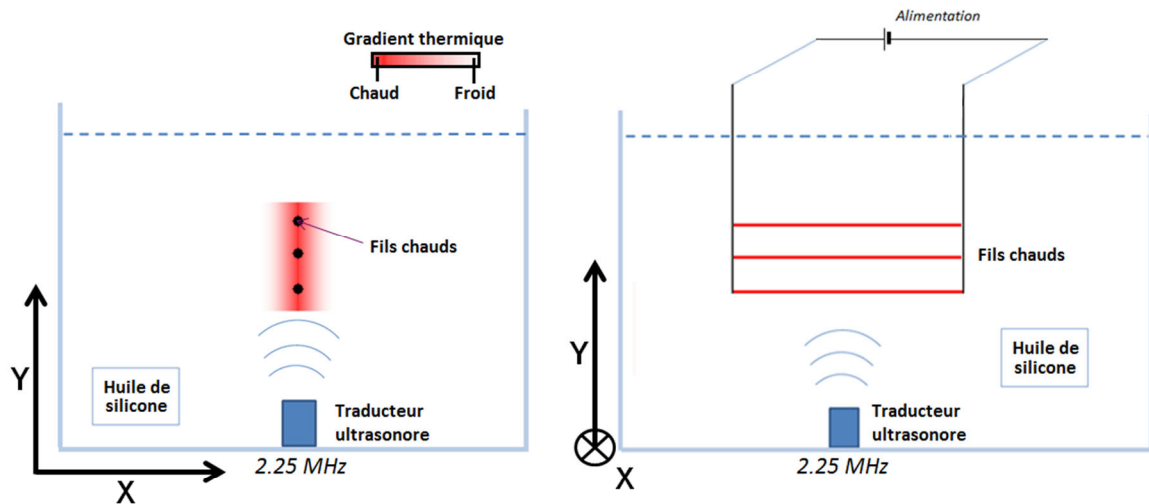 Gradient thermique
Chaud
Froid
Fils chauds
Y
Huile de
silicone
Traducteur
ultrasonore
2.25 MHz
X
Alimentation
Fils chauds
Y
Huile de
silicone
Traducteur
ultrasonore
X
2.25 MHz